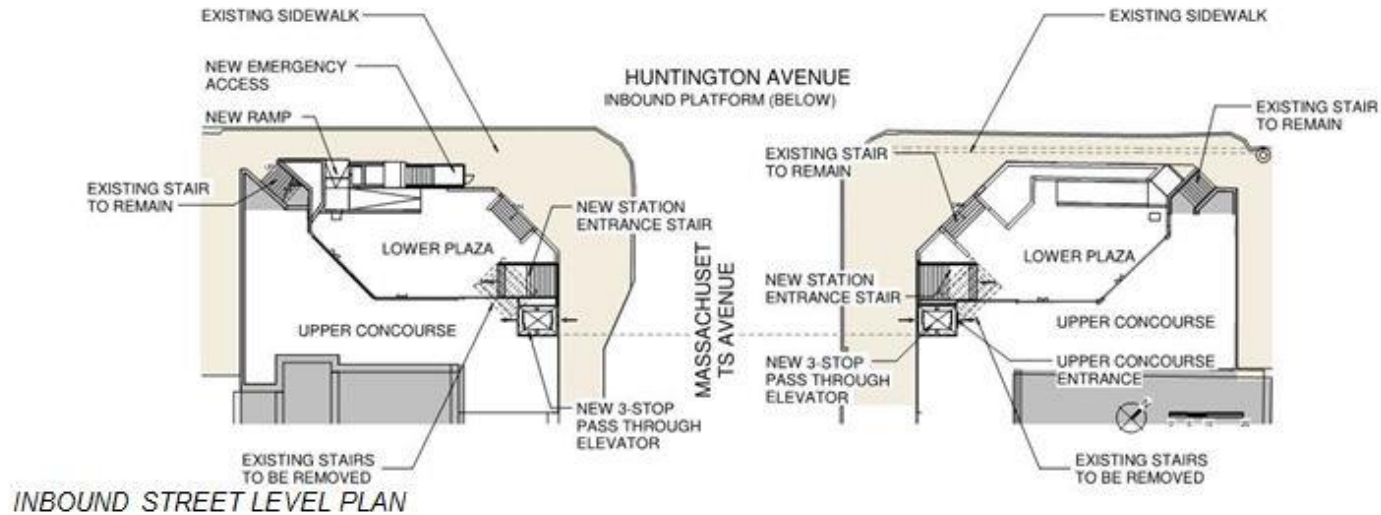 EXISTING SIDEWALK
EXISTING SIDEWALK
NEW EMERGENCY
ACCESS
HUNTINGTON AVENUE
INBOUND PLATFORM (BELOW)
NEW RAMP
EXISTING STAIR
TO REMAIN
EXISTING STAIR
TO REMAIN
EXISTING STAIR
TO REMAIN
NEW STATION
ENTRANCE STAIR
LOWER PLAZA
LOWER PLAZA
MASSACHUSET
TS AVENUE
NEW STATION
ENTRANCE STAIR
UPPER CONCOURSE
UPPER CONCOURSE
NEW 3-STOP
PASS THROUGH
ELEVATOR
UPPER CONCOURSE
ENTRANCE
NEW 3-STOP
PASS THROUGH
ELEVATOR
EXISTING STAIRS
TO BE REMOVED
EXISTING STAIRS
TO BE REMOVED
INBOUND STREET LEVEL PLAN